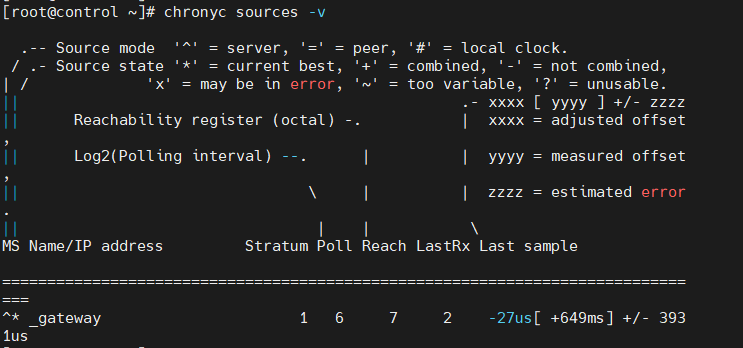 [root@control ~]# chronyc sources -v

  .-- Source mode  '^' = server, '=' = peer, '#' = local clock.
 / .- Source state '*' = current best, '+' = combined, '-' = not combined,
| /             'x' = may be in error, '~' = too variable, '?' = unusable.
||                                                 .- xxxx [ yyyy ] +/- zzzz
||      Reachability register (octal) -.           |  xxxx = adjusted offset
,
||      Log2(Polling interval) --.      |          |  yyyy = measured offset
,
||                                \     |          |  zzzz = estimated error
.
||                                 |    |           \
MS Name/IP address         Stratum Poll Reach LastRx Last sample

=========================================================================
===
^* _gateway                      1   6     7     2    -27us[ +649ms] +/- 393
1us